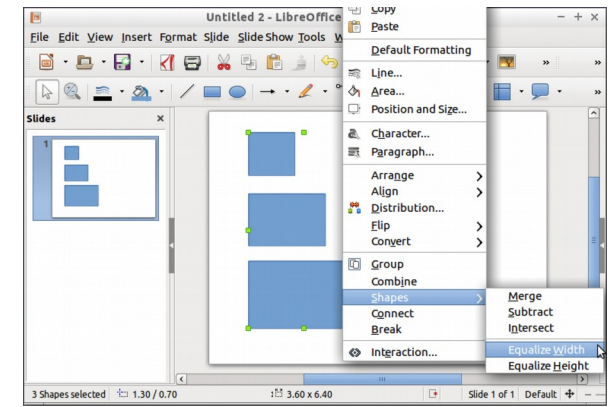 Untitled 2 - LibreOffice
File Edit View Insert Format Slide Slide Show Tools
Slides
1
Copy
Paste
Default Formatting
Line...
Area...
Position and Size...
Character...
Paragraph...
Arrange
Align
Distribution...
Flip
Convert
Group
Combine
Shapes
Connect
Break
Interaction...
Merge
Subtract
Intersect
Equalize Width
Equalize Height
3 Shapes selected 1.30 / 0.70 3.60 x 6.40 Slide 1 of 1 Default